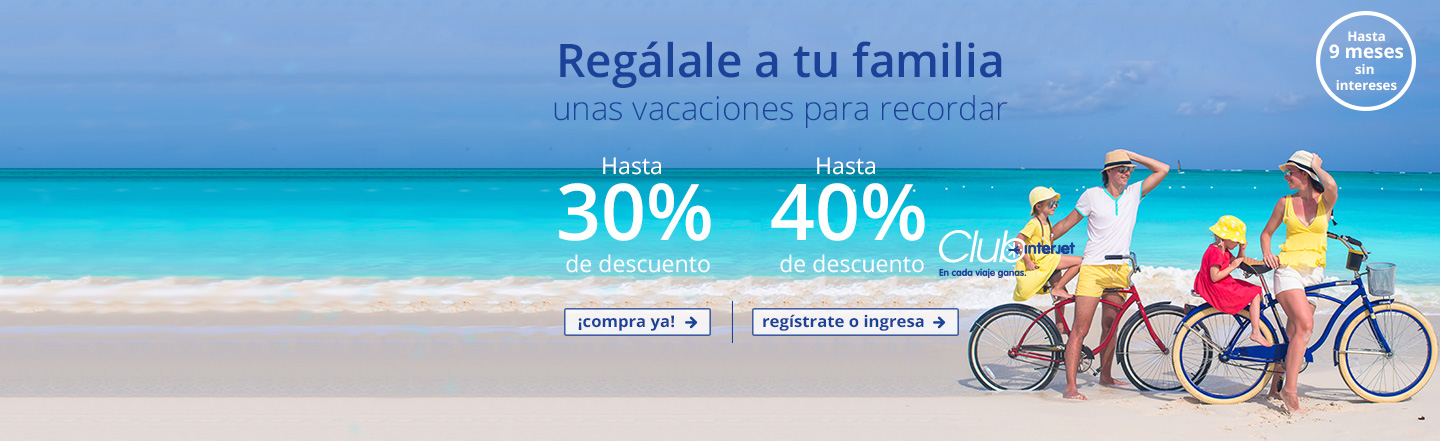 Regálale a tu familia
unas vacaciones para recordar
Hasta
9 meses
sin
intereses
Hasta
30%
de descuento
¡compra ya!
Hasta
40%
de descuento
Club interjet
En cada viaje ganas.
regístrate o ingresa